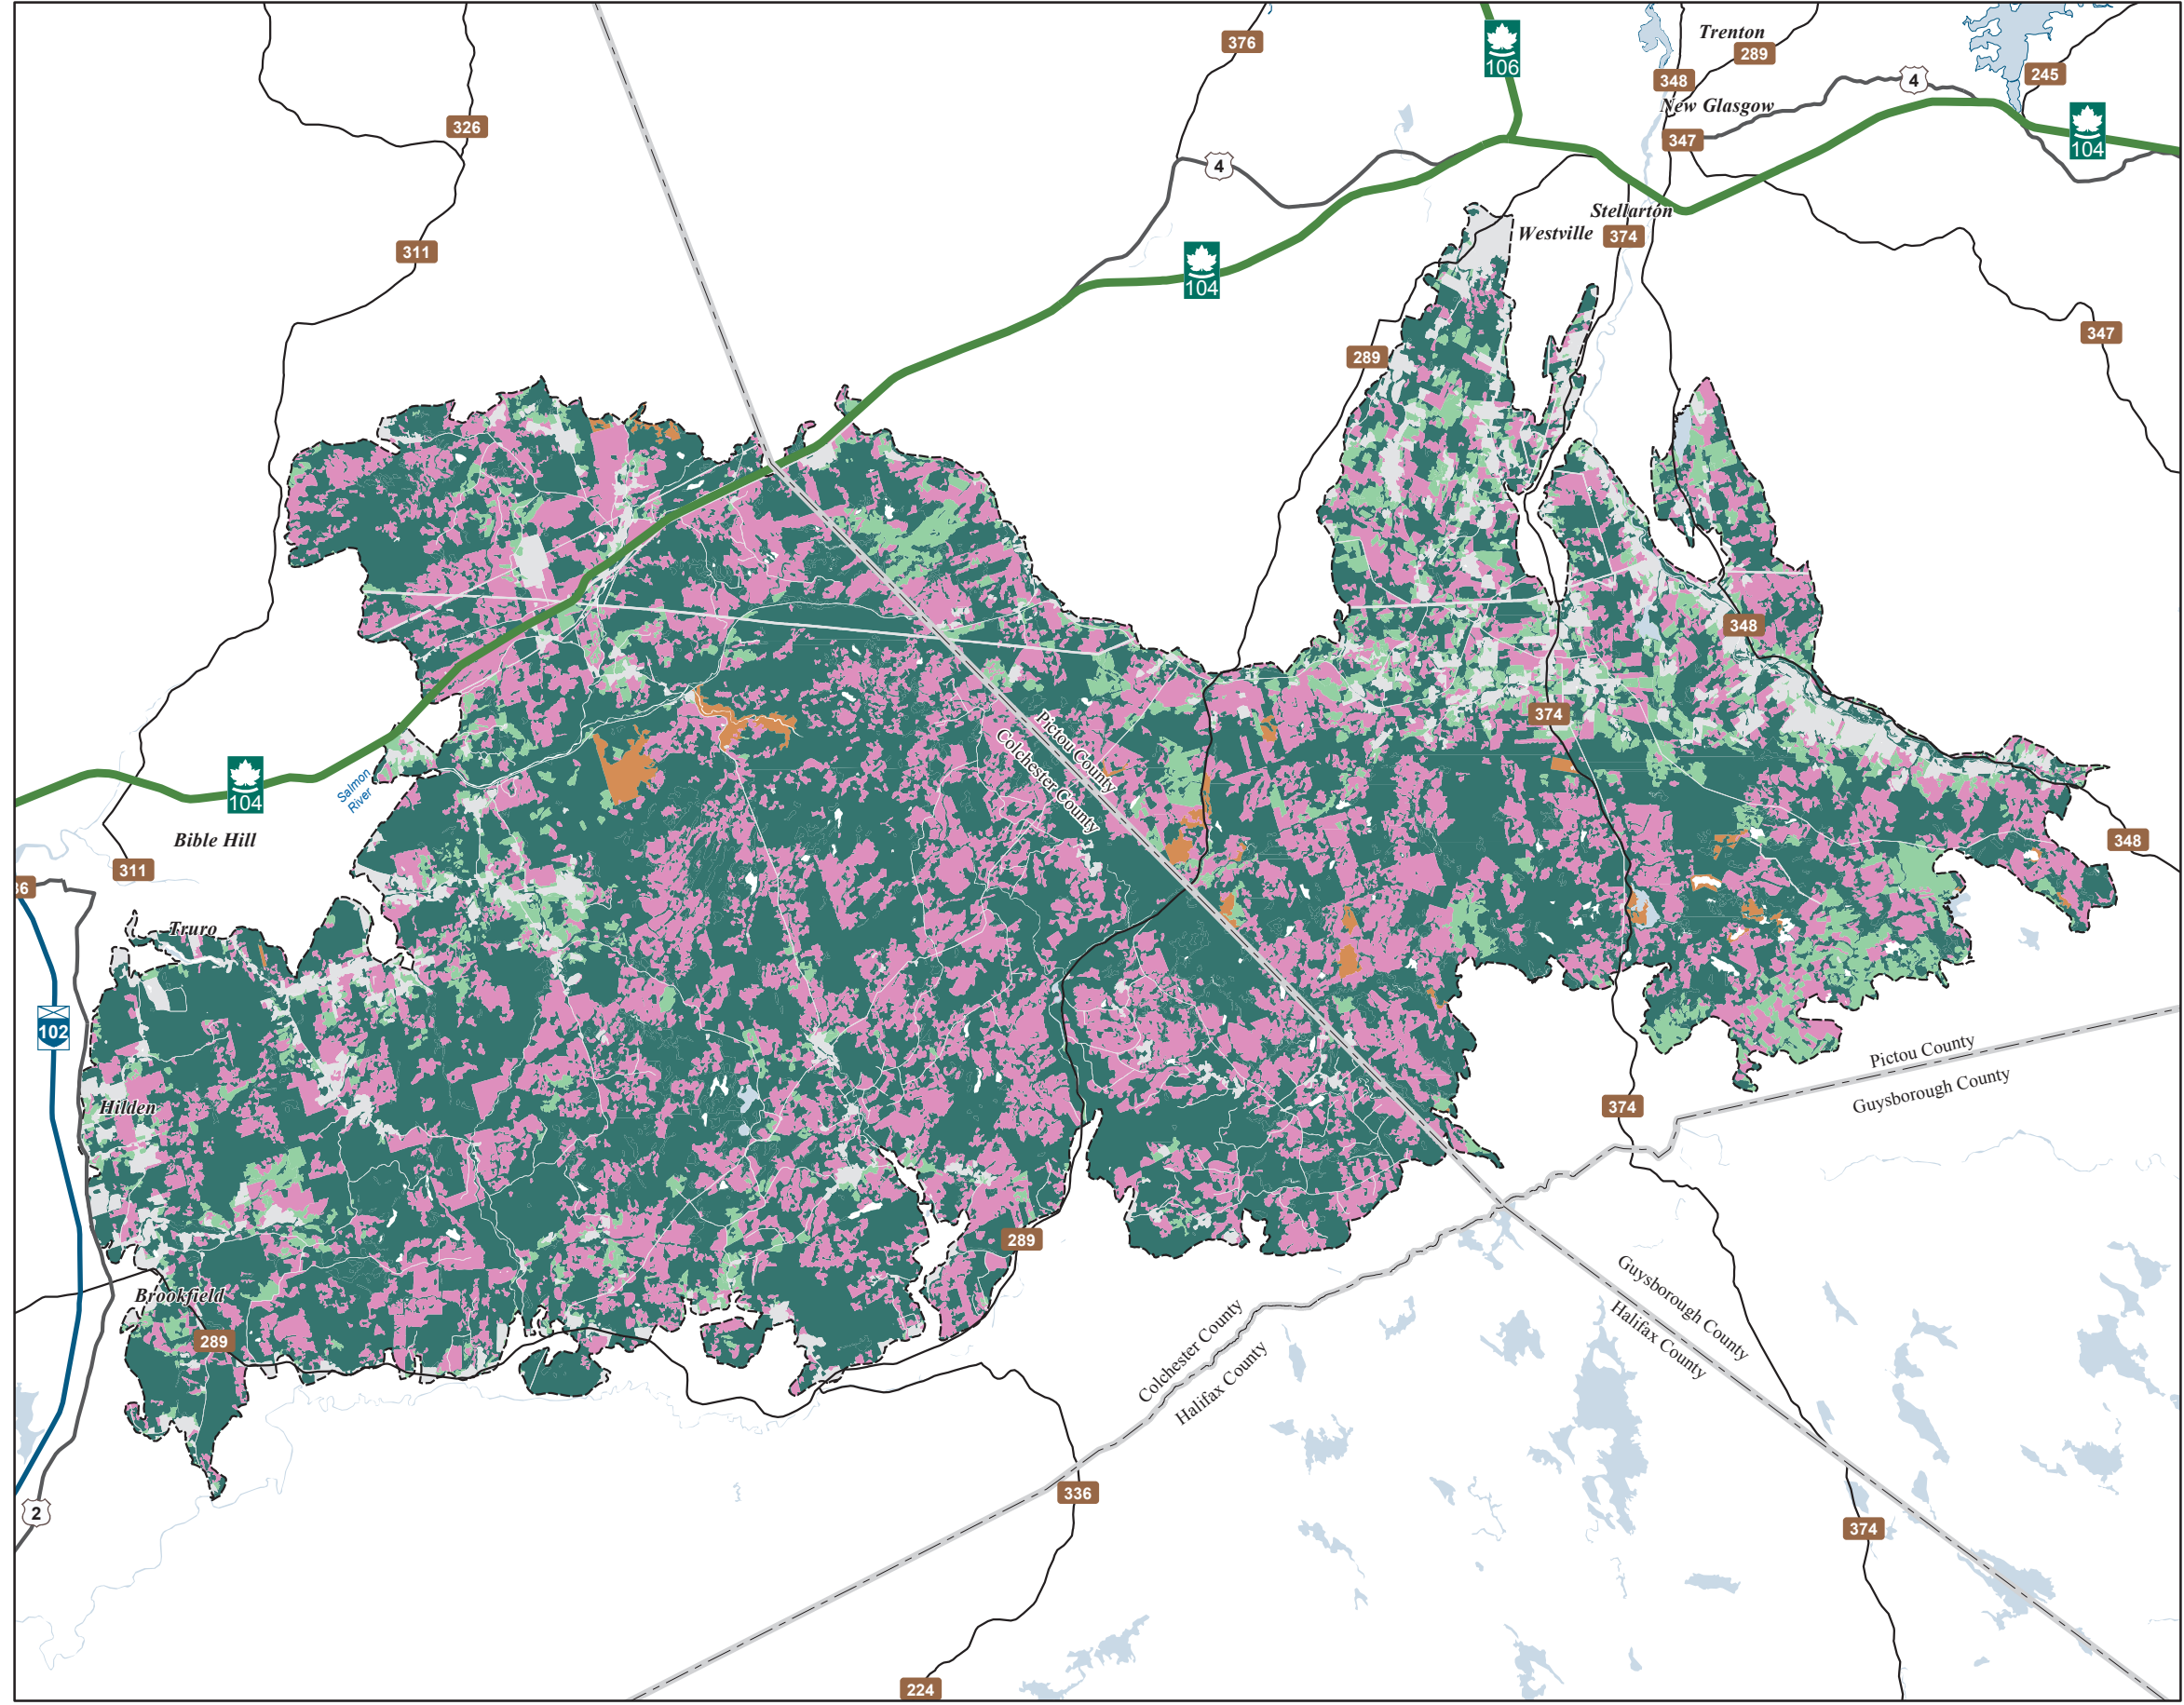 106
376
Trenton
289
348
245
4
New Glasgow
326
104
347
4
Stellarton
Westville
374
311
104
347
289
348
374
Pictou County
Colchester County
104
Salmon
River
Bible Hill
348
311
36
Truro
102
Pictou County
Guysborough County
Hilden
374
289
Brookfield
289
Guysborough County
Halifax County
Colchester County
Halifax County
336
2
374
224